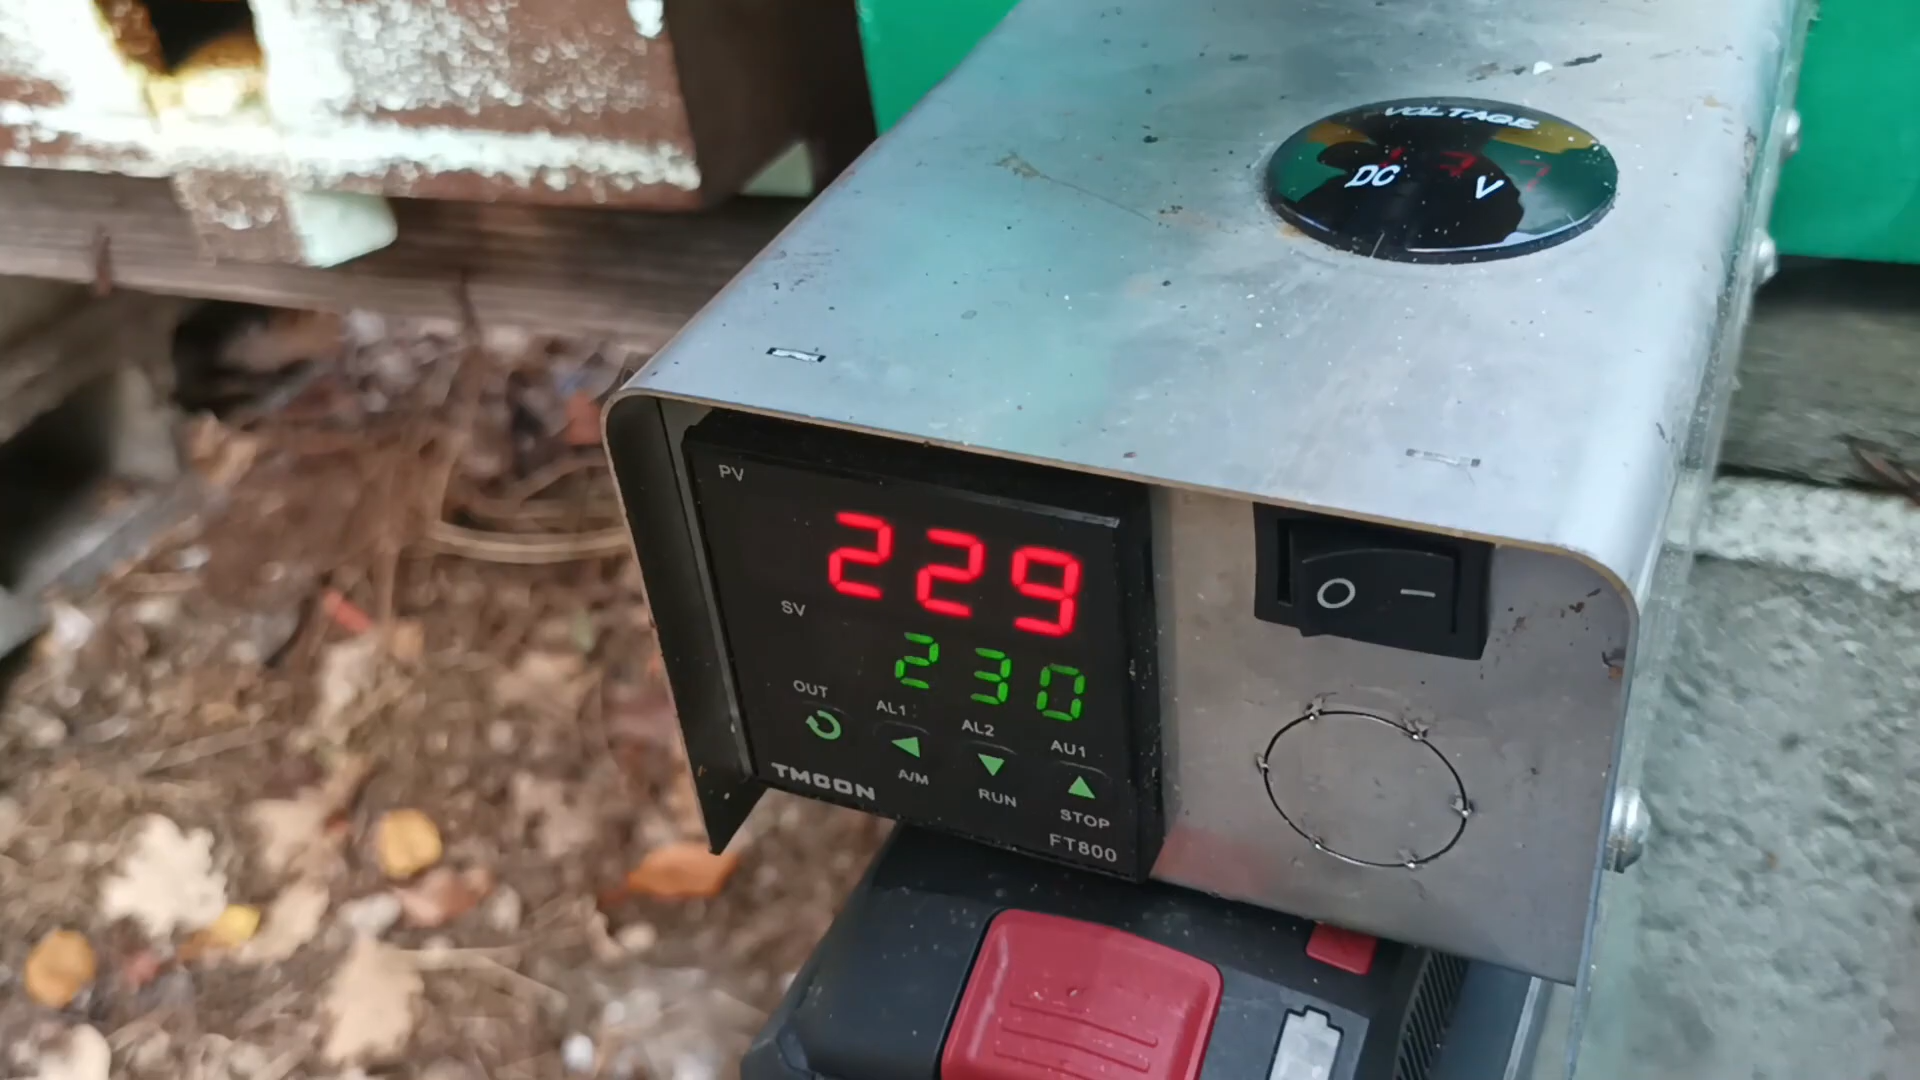 VOLTAGE
DC V
PV
229
SV
230
OUT AL1 AL2 AU1
A/M RUN STOP
TMCON
FT800